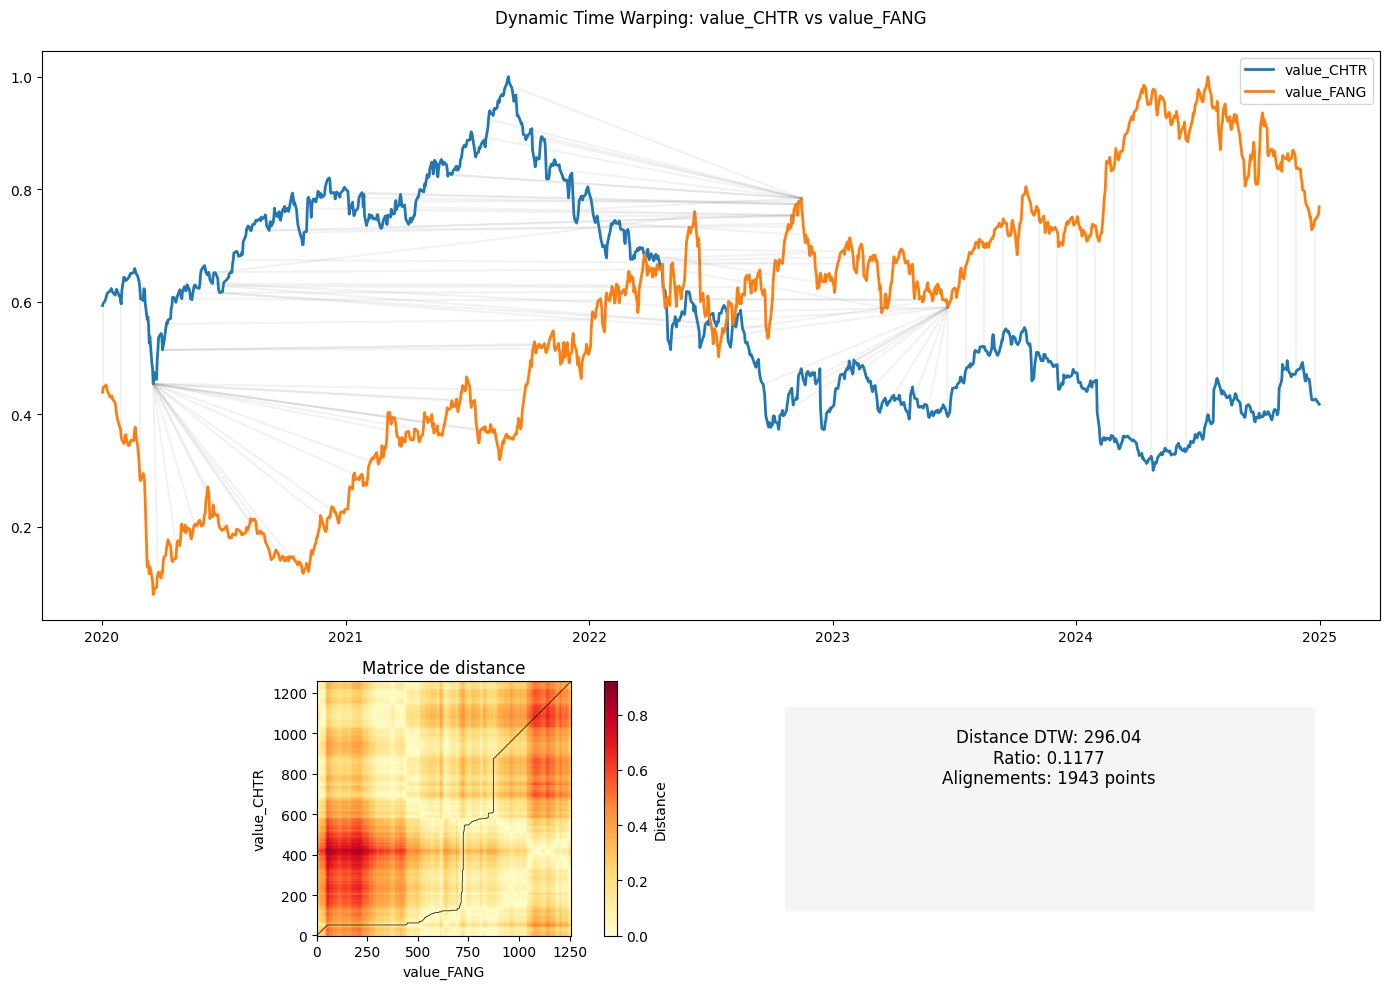 Dynamic Time Warping: value_CHTR vs value_FANG
value_CHTR
value_FANG
1.0
0.8
0.6
0.4
0.2
2020 2021 2022 2023 2024 2025
Matrice de distance
value_CHTR
1200
1000
800
600
400
200
0
0 250 500 750 1000 1250
value_FANG
0.8
0.6
0.4
0.2
0.0
Distance
Distance DTW: 296.04
Ratio: 0.1177
Alignements: 1943 points